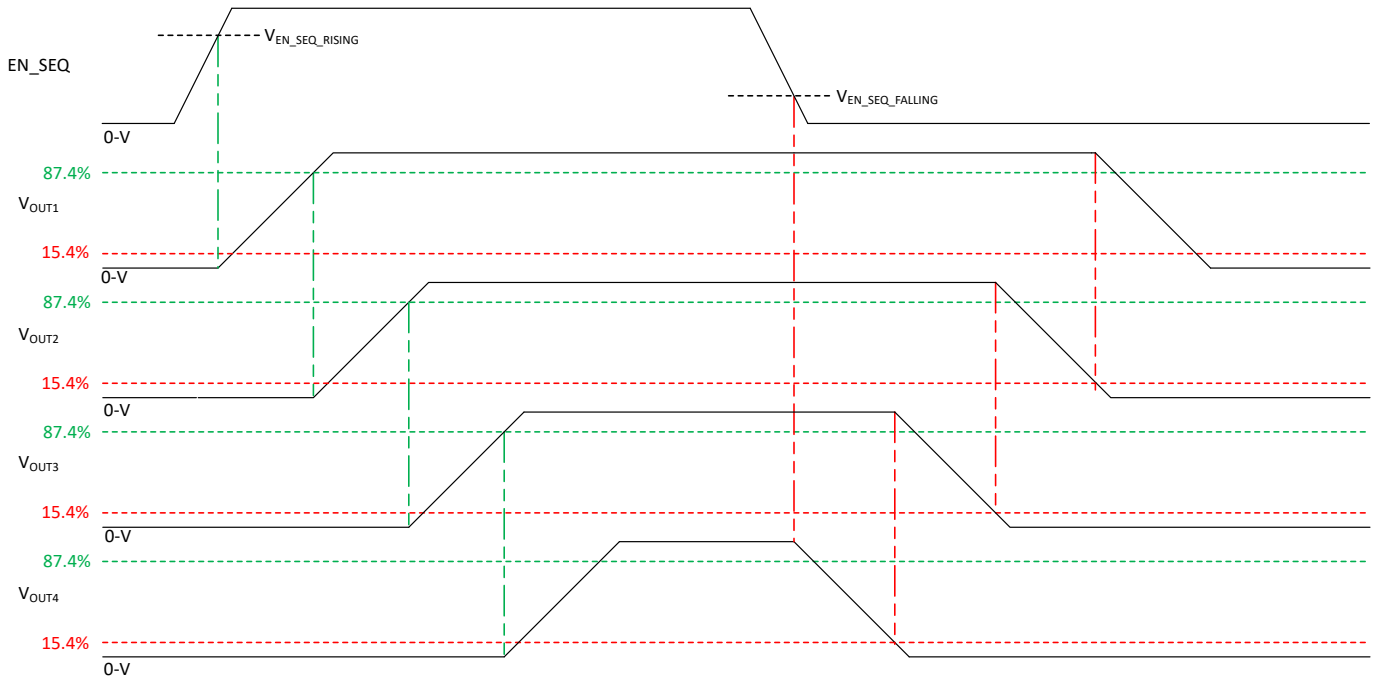 V_EN_SEQ_RISING
EN_SEQ
V_EN_SEQ_FALLING
0-V
87.4%
V_OUT1
15.4%
0-V
87.4%
V_OUT2
15.4%
0-V
87.4%
V_OUT3
15.4%
0-V
87.4%
V_OUT4
15.4%
0-V